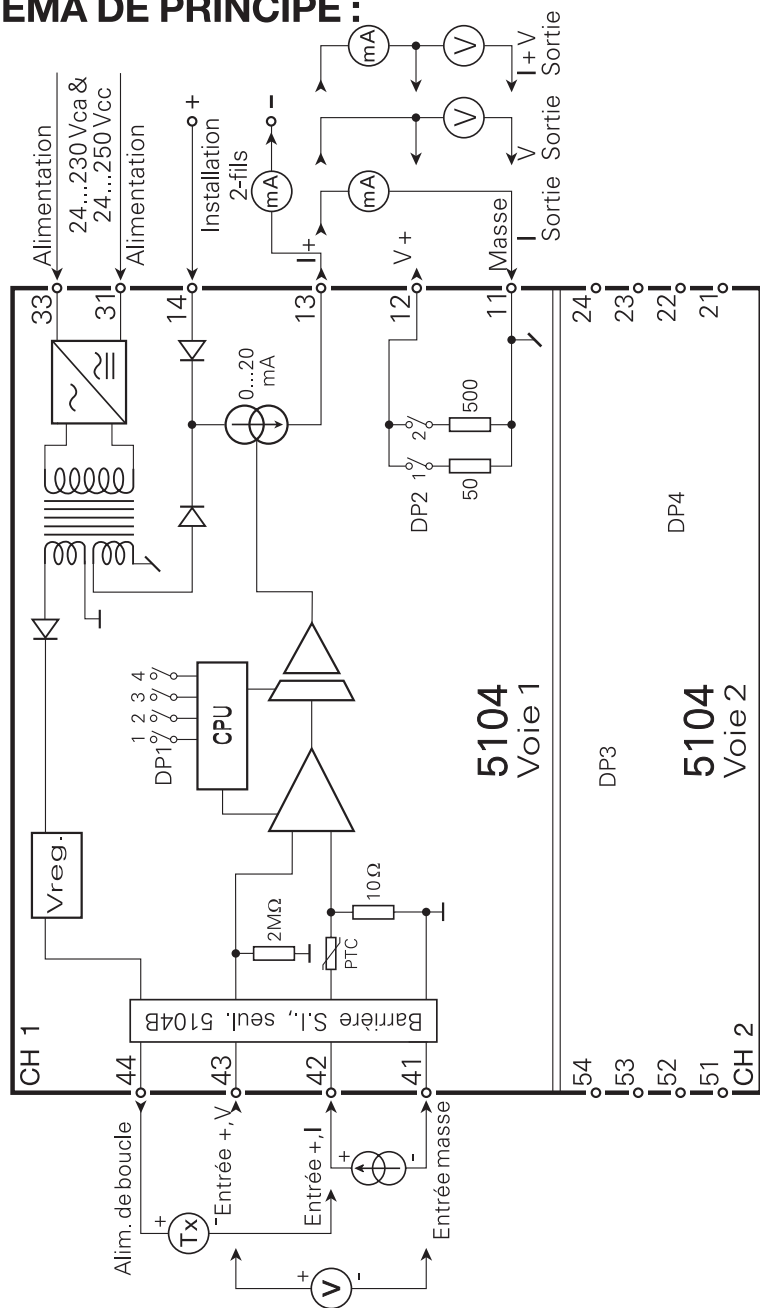 EMA DE PRINCIPE :
Alimentation
24...230 Vca &
24...250 Vcc
Alimentation
+
Installation
2-fils
-
mA
I+
mA
mA
V
V
V +
Masse
I
Sortie
V
Sortie
I + V
Sortie
33
31
14
13
12
11
24
23
22
21
0...20
mA
1
2
DP2
50
500
DP4
1 2 3 4
DP1
CPU
5104
Voie 1
DP3
5104
Voie 2
Vreg.
2MΩ
10Ω
PTC
Barrière S.I., seul. 5104B
CH 1
44
43
42
41
54
53
52
51
CH 2
Alim. de boucle
+
Tx
-
Entrée +, V
Entrée +, I
+
-
Entrée masse
+
V
-